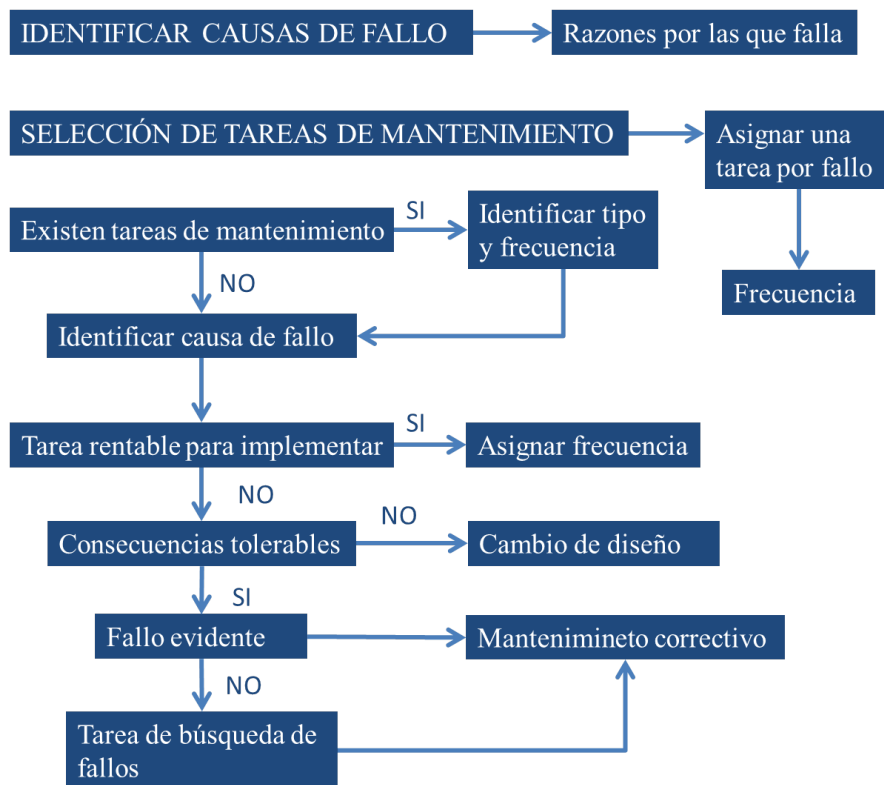 IDENTIFICAR CAUSAS DE FALLO
Razones por las que falla
SELECCIÓN DE TAREAS DE MANTENIMIENTO
Asignar una
tarea por fallo
Existen tareas de mantenimiento
SI
Identificar tipo
y frecuencia
NO
Frecuencia
Identificar causa de fallo
Tarea rentable para implementar
SI
Asignar frecuencia
NO
Consecuencias tolerables
NO
Cambio de diseño
SI
Fallo evidente
Mantenimineto correctivo
NO
Tarea de búsqueda de
fallos